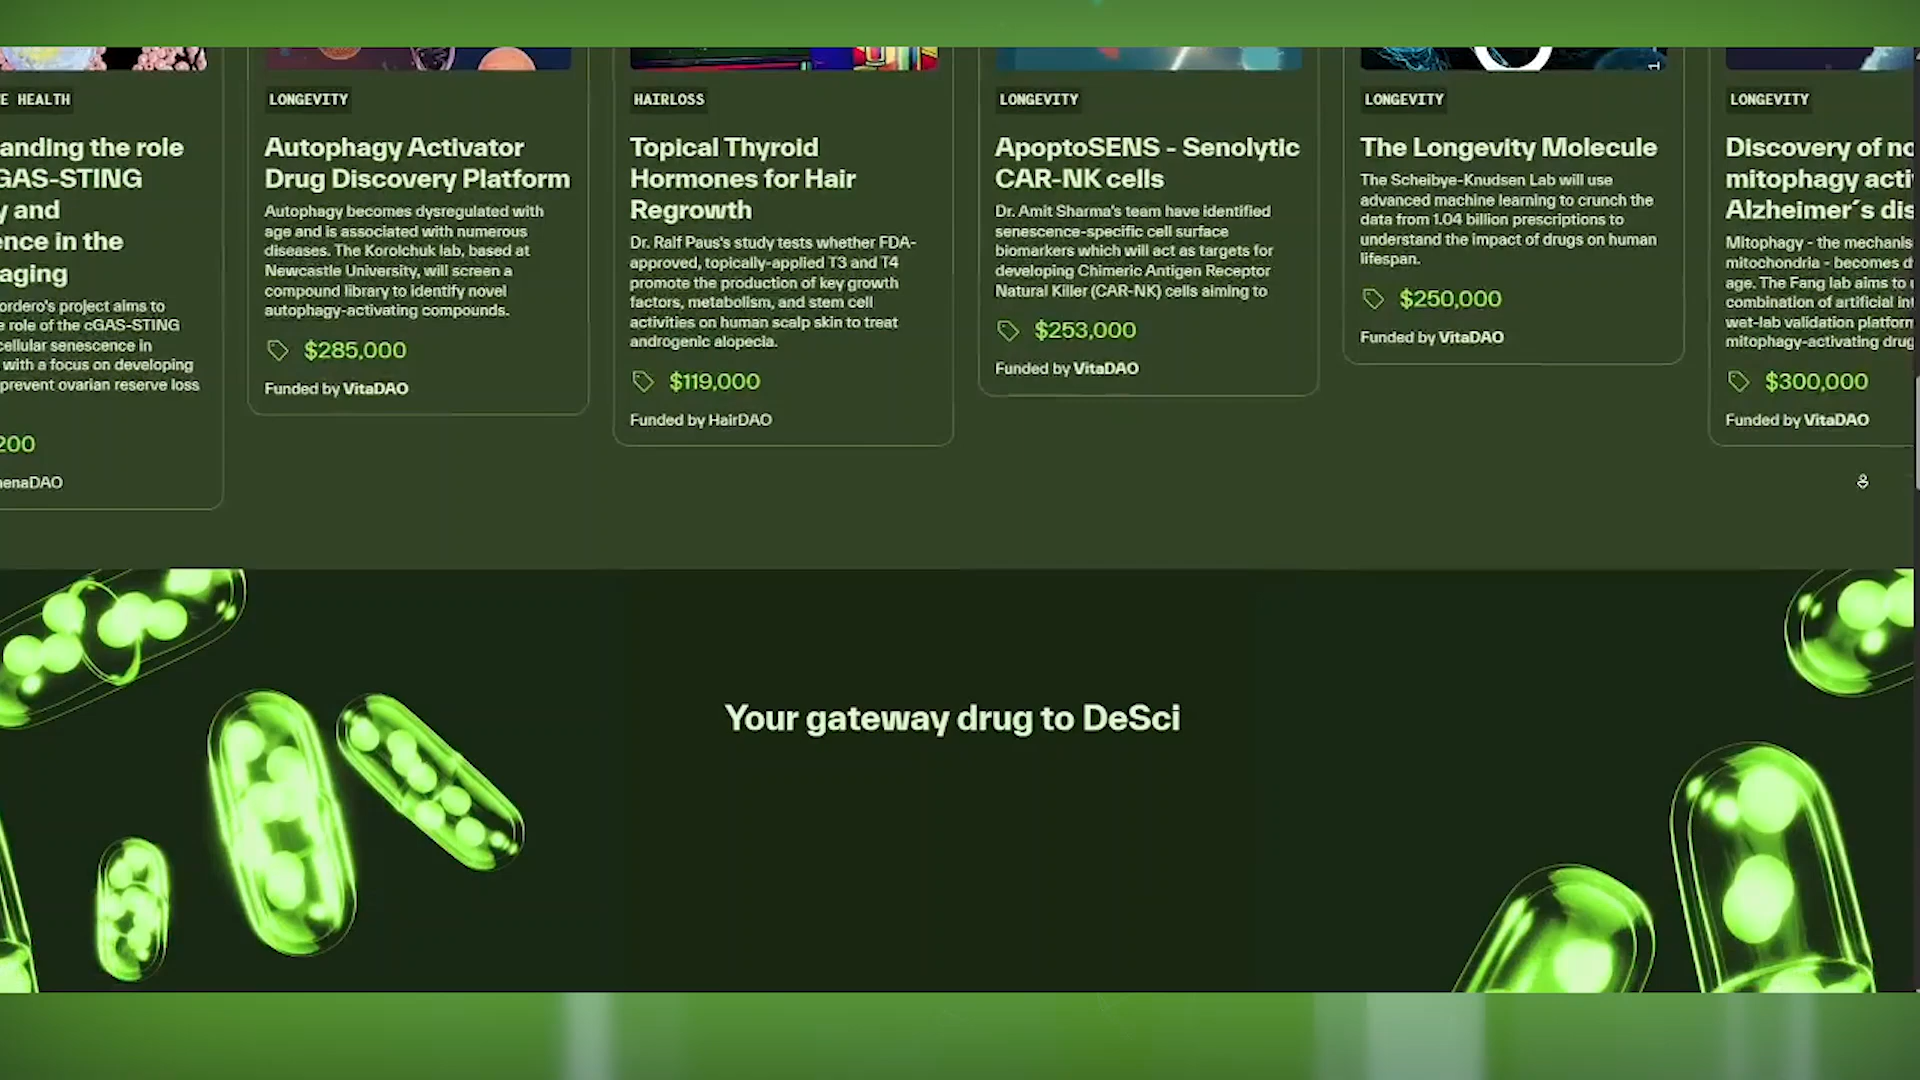 E HEALTH
anding the role
GAS-STING
y and
ence in the
aging
ordero's project aims to
e role of the cGAS-STING
cellular senescence in
with a focus on developing
prevent ovarian reserve loss
200
enaDAO
LONGEVITY
Autophagy Activator
Drug Discovery Platform
Autophagy becomes dysregulated with
age and is associated with numerous
diseases. The Korolchuk lab, based at
Newcastle University, will screen a
compound library to identify novel
autophagy-activating compounds.
$285,000
Funded by VitaDAO
HAIRLOSS
Topical Thyroid
Hormones for Hair
Regrowth
Dr. Ralf Paus's study tests whether FDA-
approved, topically-applied T3 and T4
promote the production of key growth
factors, metabolism, and stem cell
activities on human scalp skin to treat
androgenic alopecia.
$119,000
Funded by HairDAO
LONGEVITY
ApoptoSENS - Senolytic
CAR-NK cells
Dr. Amit Sharma's team have identified
senescence-specific cell surface
biomarkers which will act as targets for
developing Chimeric Antigen Receptor
Natural Killer (CAR-NK) cells aiming to
$253,000
Funded by VitaDAO
LONGEVITY
The Longevity Molecule
The Scheibye-Knudsen Lab will use
advanced machine learning to crunch the
data from 1.04 billion prescriptions to
understand the impact of drugs on human
lifespan.
$250,000
Funded by VitaDAO
LONGEVITY
Discovery of no
mitophagy acti
Alzheimer´s dis
Mitophagy - the mechanis
mitochondria - becomes d
age. The Fang lab aims to
combination of artificial in
wet-lab validation platform
mitophagy-activating drug
$300,000
Funded by VitaDAO
Your gateway drug to DeSci